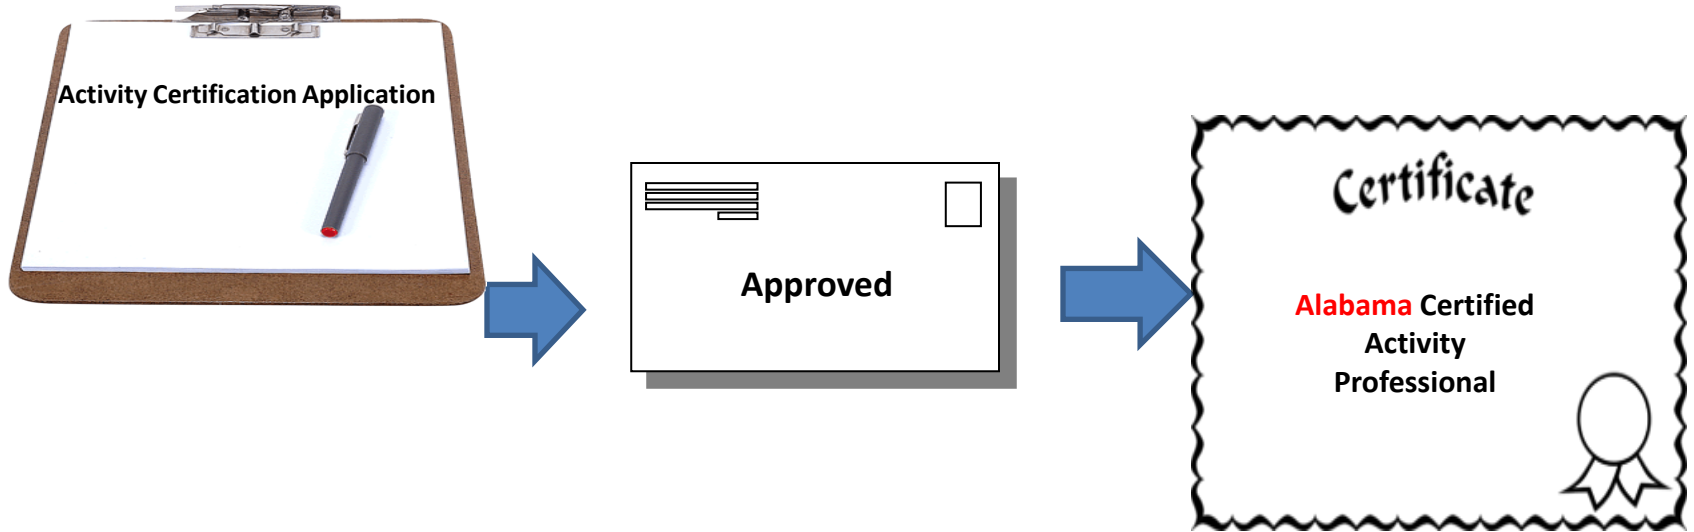 Activity Certification Application
Approved
Certificate
Alabama Certified
Activity
Professional